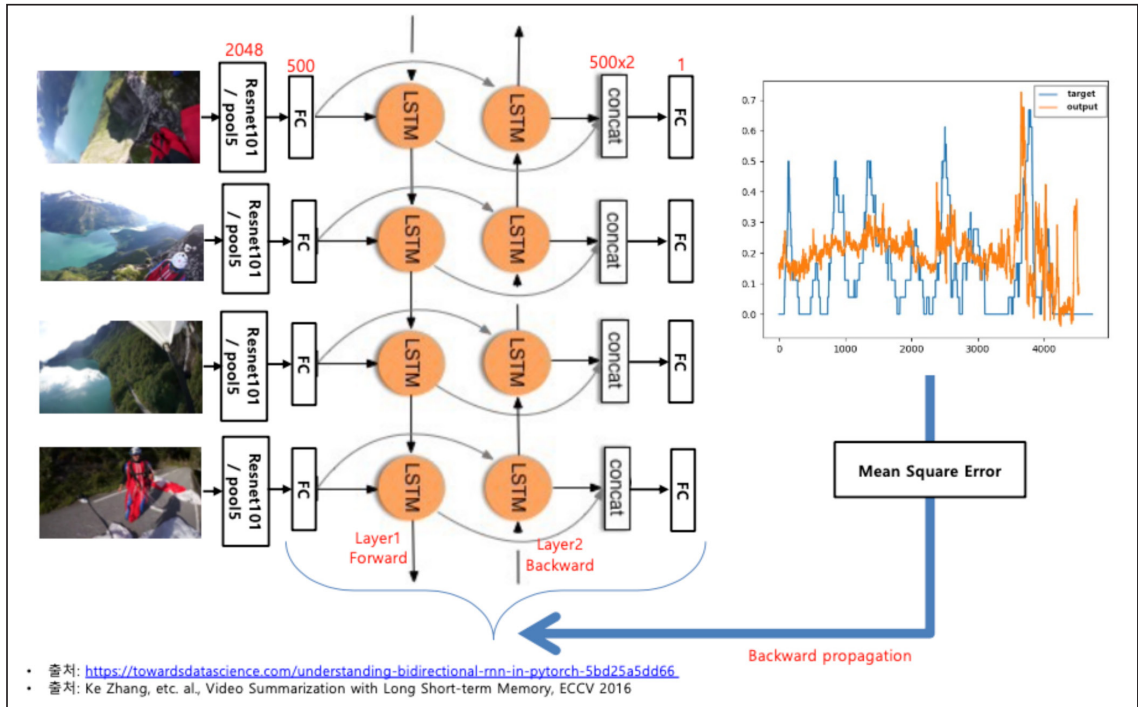 2048
500
500x2
1
Resnet101
/ pool5
FC
LSTM
LSTM
concat
FC
Resnet101
/ pool5
FC
LSTM
LSTM
concat
FC
Resnet101
/ pool5
FC
LSTM
LSTM
concat
FC
Resnet101
/ pool5
FC
LSTM
LSTM
concat
FC
Layer1
Forward
Layer2
Backward
target
output
0.7
0.6
0.5
0.4
0.3
0.2
0.1
0.0
0
1000
2000
3000
4000
Mean Square Error
Backward propagation
• 출처: https://towardsdatascience.com/understanding-bidirectional-rnn-in-pytorch-5bd25a5dd66
• 출처: Ke Zhang, etc. al., Video Summarization with Long Short-term Memory, ECCV 2016